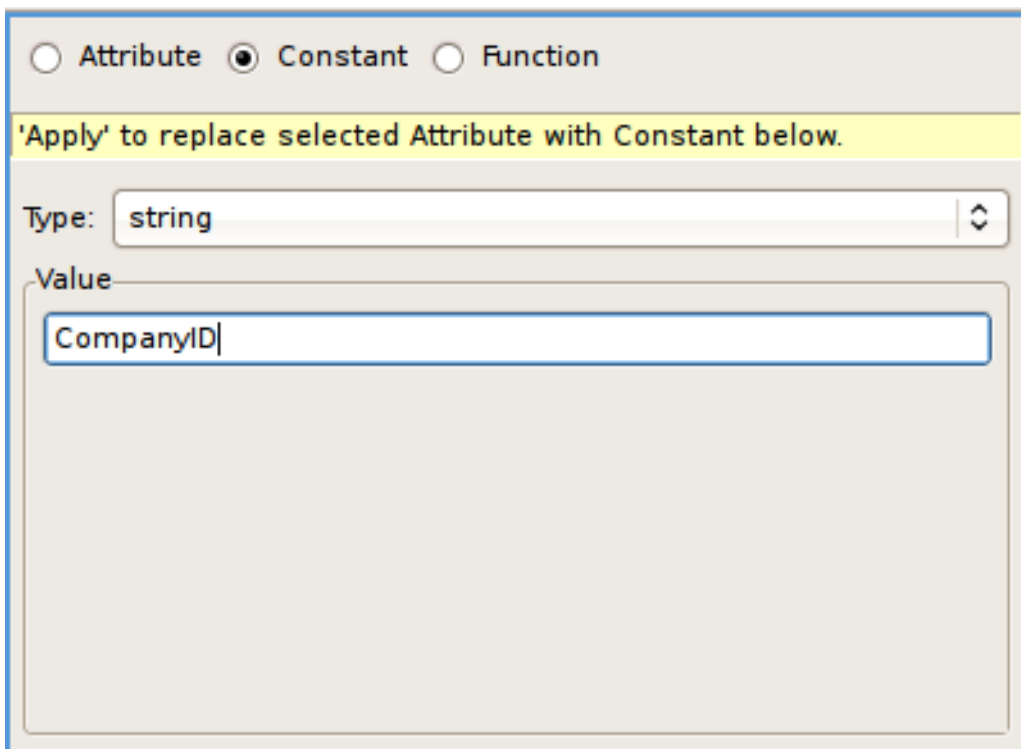 Attribute Constant Function
'Apply' to replace selected Attribute with Constant below.
Type: string
Value
CompanyID